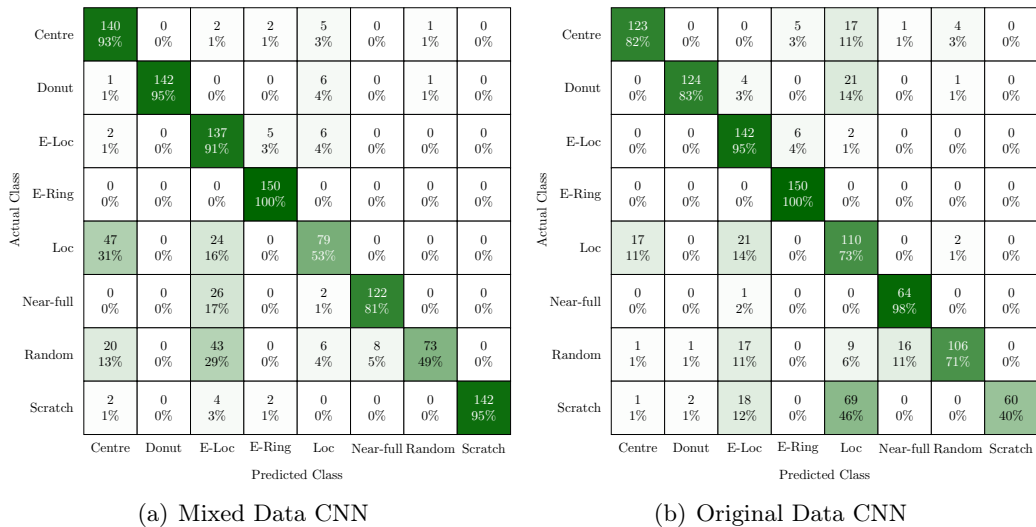 Centre 140 0 2 2 5 0 1 0
93% 0% 1% 1% 3% 0% 1% 0%
Donut 1 142 0 0 6 0 1 0
1% 95% 0% 0% 4% 0% 1% 0%
E-Loc 2 0 137 5 6 0 0 0
1% 0% 91% 3% 4% 0% 0% 0%
E-Ring 0 0 0 150 0 0 0 0
0% 0% 0% 100% 0% 0% 0% 0%
Loc 47 0 24 0 79 0 0 0
31% 0% 16% 0% 53% 0% 0% 0%
Near-full 0 0 26 0 2 122 0 0
0% 0% 17% 0% 1% 81% 0% 0%
Random 20 0 43 0 6 8 73 0
13% 0% 29% 0% 4% 5% 49% 0%
Scratch 2 0 4 2 0 0 0 142
1% 0% 3% 1% 0% 0% 0% 95%
Actual Class
Centre Donut E-Loc E-Ring Loc Near-full Random Scratch
Predicted Class
(a) Mixed Data CNN
Centre 123 0 0 5 17 1 4 0
82% 0% 0% 3% 11% 1% 3% 0%
Donut 0 124 4 0 21 0 1 0
0% 83% 3% 0% 14% 0% 1% 0%
E-Loc 0 0 142 6 2 0 0 0
0% 0% 95% 4% 1% 0% 0% 0%
E-Ring 0 0 0 150 0 0 0 0
0% 0% 0% 100% 0% 0% 0% 0%
Loc 17 0 21 0 110 0 2 0
11% 0% 14% 0% 73% 0% 1% 0%
Near-full 0 0 1 0 0 64 0 0
0% 0% 2% 0% 0% 98% 0% 0%
Random 1 1 17 0 9 16 106 0
1% 1% 11% 0% 6% 11% 71% 0%
Scratch 1 2 18 0 69 0 0 60
1% 1% 12% 0% 46% 0% 0% 40%
Actual Class
Centre Donut E-Loc E-Ring Loc Near-full Random Scratch
Predicted Class
(b) Original Data CNN